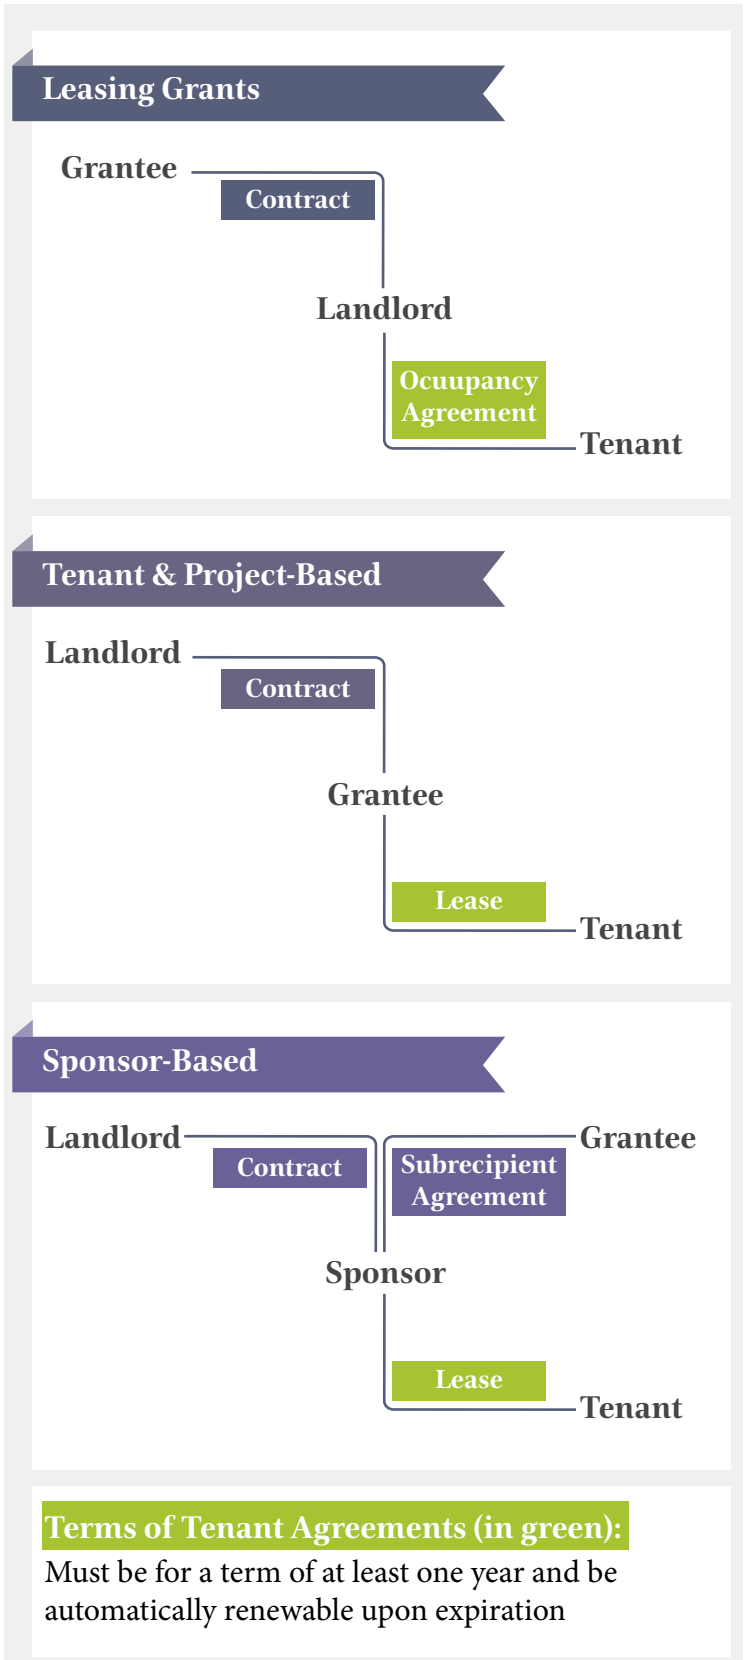 Leasing Grants
Grantee
Contract
Landlord
Ocuupancy
Agreement
Tenant
Tenant & Project-Based
Landlord
Contract
Grantee
Lease
Tenant
Sponsor-Based
Landlord
Grantee
Contract
Subrecipient
Agreement
Sponsor
Lease
Tenant
Terms of Tenant Agreements (in green):
Must be for a term of at least one year and be
automatically renewable upon expiration